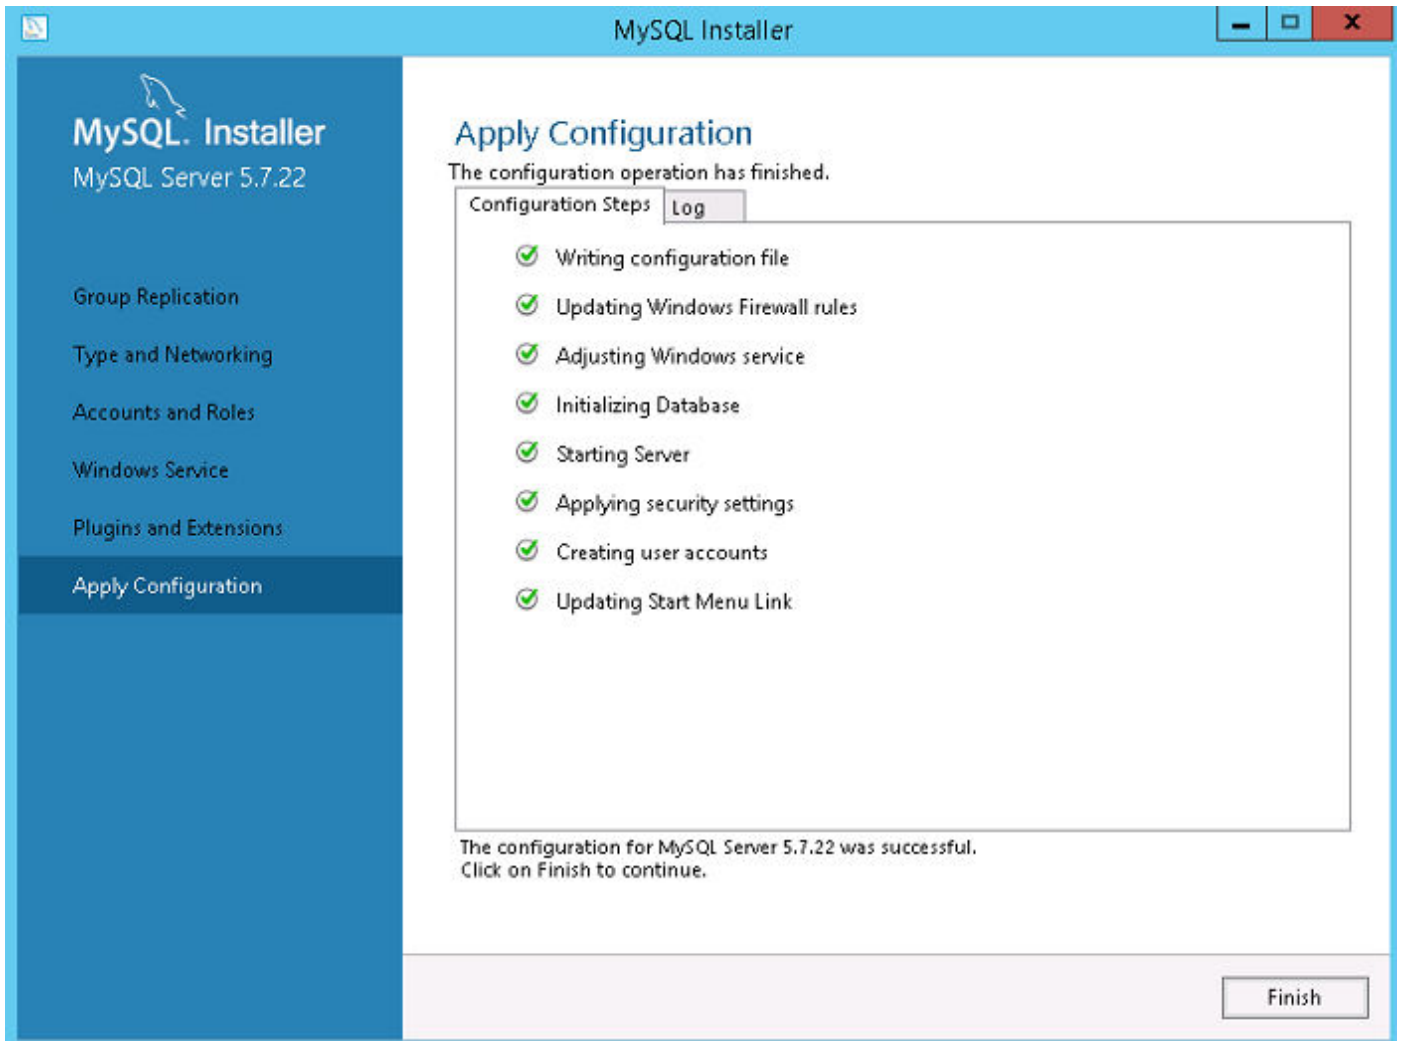 MySQL Installer
MySQL. Installer
MySQL Server 5.7.22
Group Replication
Type and Networking
Accounts and Roles
Windows Service
Plugins and Extensions
Apply Configuration
Apply Configuration
The configuration operation has finished.
Configuration Steps Log
Writing configuration file
Updating Windows Firewall rules
Adjusting Windows service
Initializing Database
Starting Server
Applying security settings
Creating user accounts
Updating Start Menu Link
The configuration for MySQL Server 5.7.22 was successful.
Click on Finish to continue.
Finish